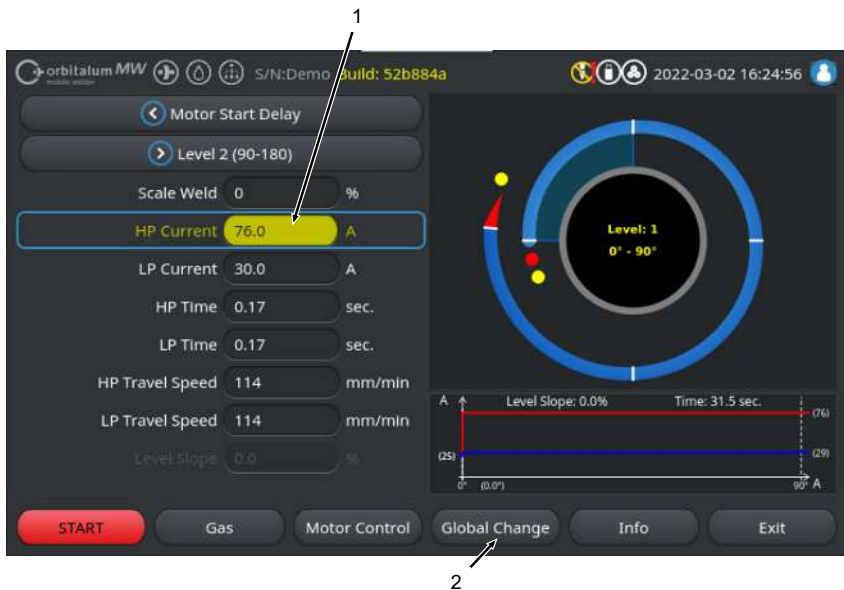 1
orbitalum MW S/N:Demo Build: 52b884a 2022-03-02 16:24:56
mobile welder
Motor Start Delay
Level 2 (90-180)
Scale Weld 0 %
HP Current 76.0 A
LP Current 30.0 A
HP Time 0.17 sec.
LP Time 0.17 sec.
HP Travel Speed 114 mm/min
LP Travel Speed 114 mm/min
Level Slope 0.0 %
Level: 1
0° - 90°
A Level Slope: 0.0% Time: 31.5 sec.
(76)
(25) (29)
0° (0.0°) 90° A
START Gas Motor Control Global Change Info Exit
2